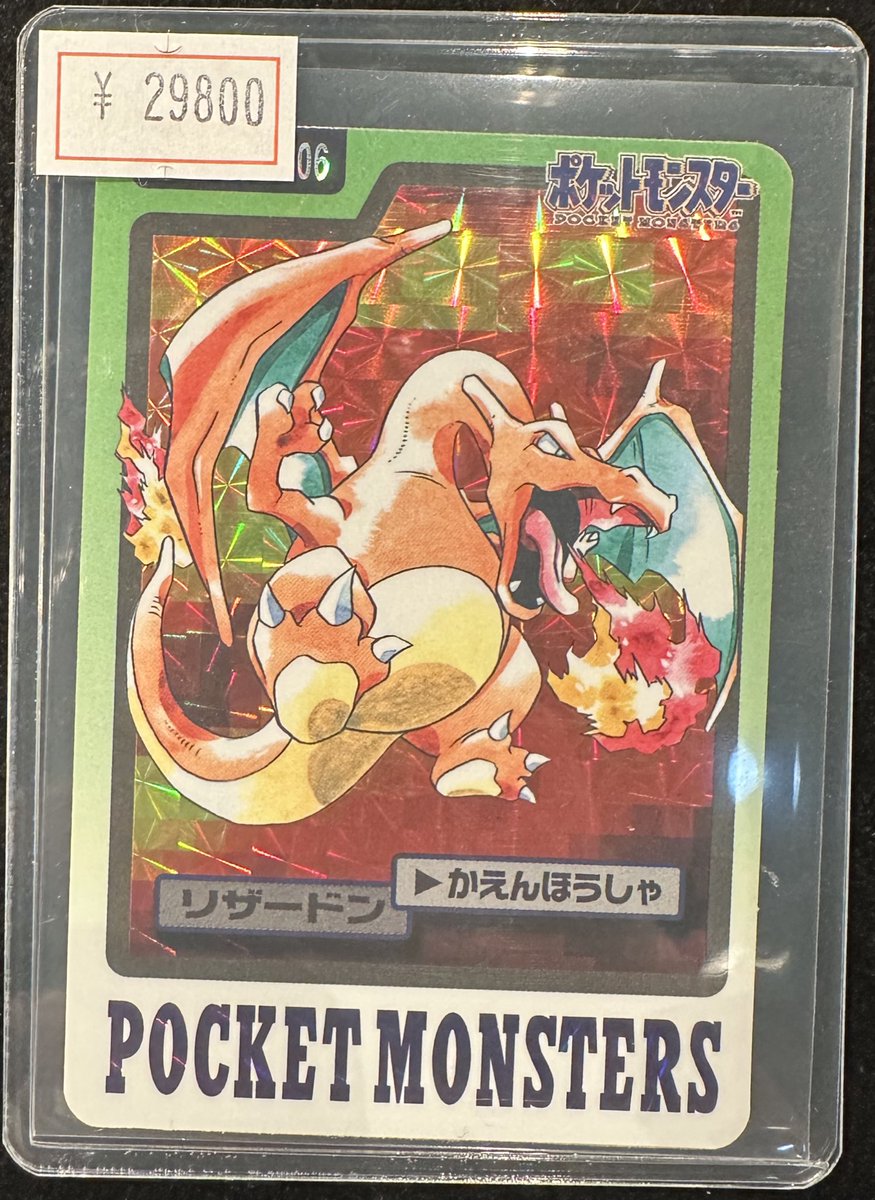 ¥ 29800
06
ポケットモンスター
POCKET MONSTERS
リザードン
▶かえんほうしゃ
POCKET MONSTERS